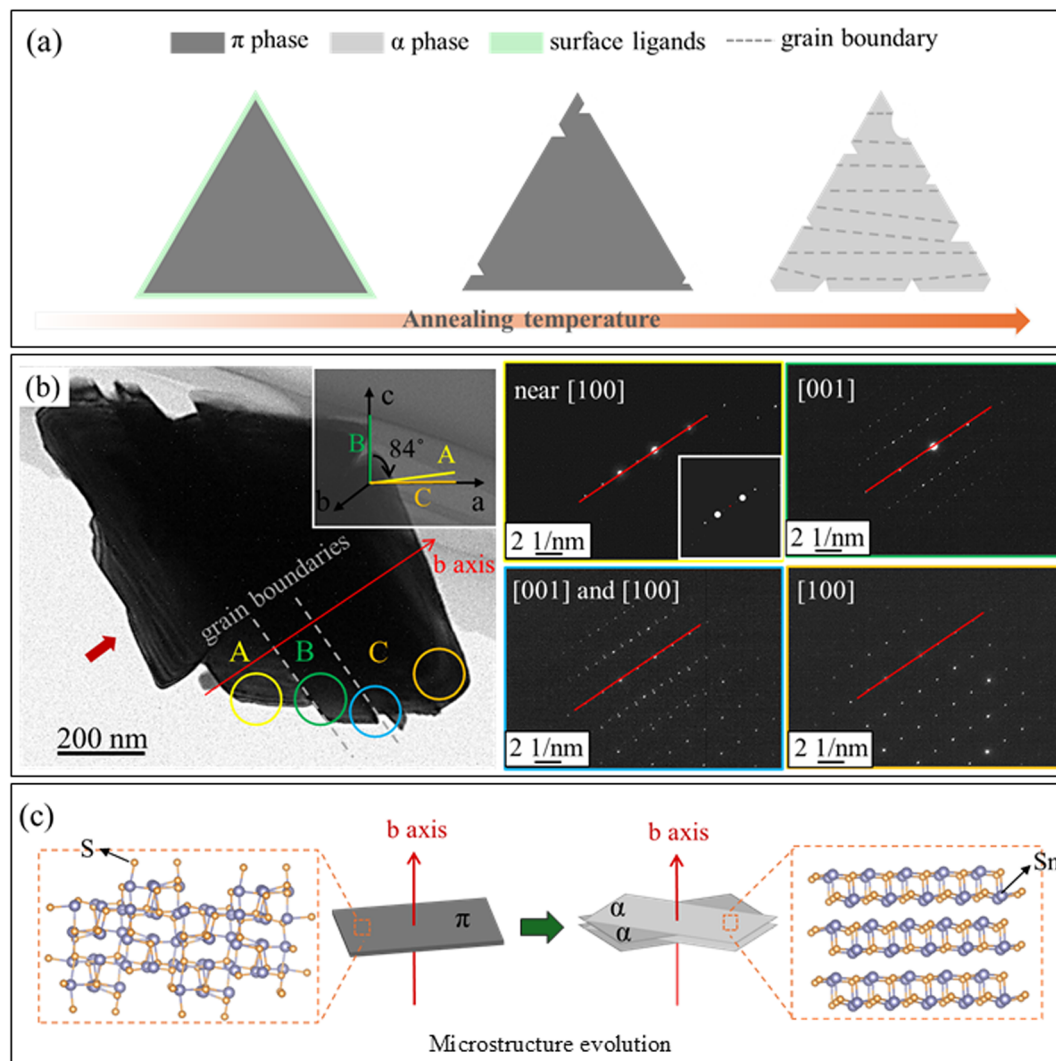 (a)
π phase α phase surface ligands grain boundary
Annealing temperature
(b)
c
B 84° A
C a
b
b axis
grain boundaries
A B C
200 nm
near [100]
2 1/nm
[001]
2 1/nm
[001] and [100]
2 1/nm
[100]
2 1/nm
(c)
S b axis b axis Sn
π α
α
Microstructure evolution